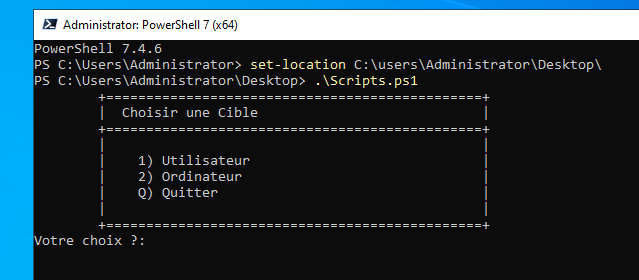 Administrator: PowerShell 7 (x64)
PowerShell 7.4.6
PS C:\Users\Administrator> set-location C:\users\Administrator\Desktop\
PS C:\Users\Administrator\Desktop> .\Scripts.ps1
+===============================================+
| Choisir une Cible |
+===============================================+
| |
| 1) Utilisateur |
| 2) Ordinateur |
| Q) Quitter |
| |
+===============================================+
Votre choix ?: